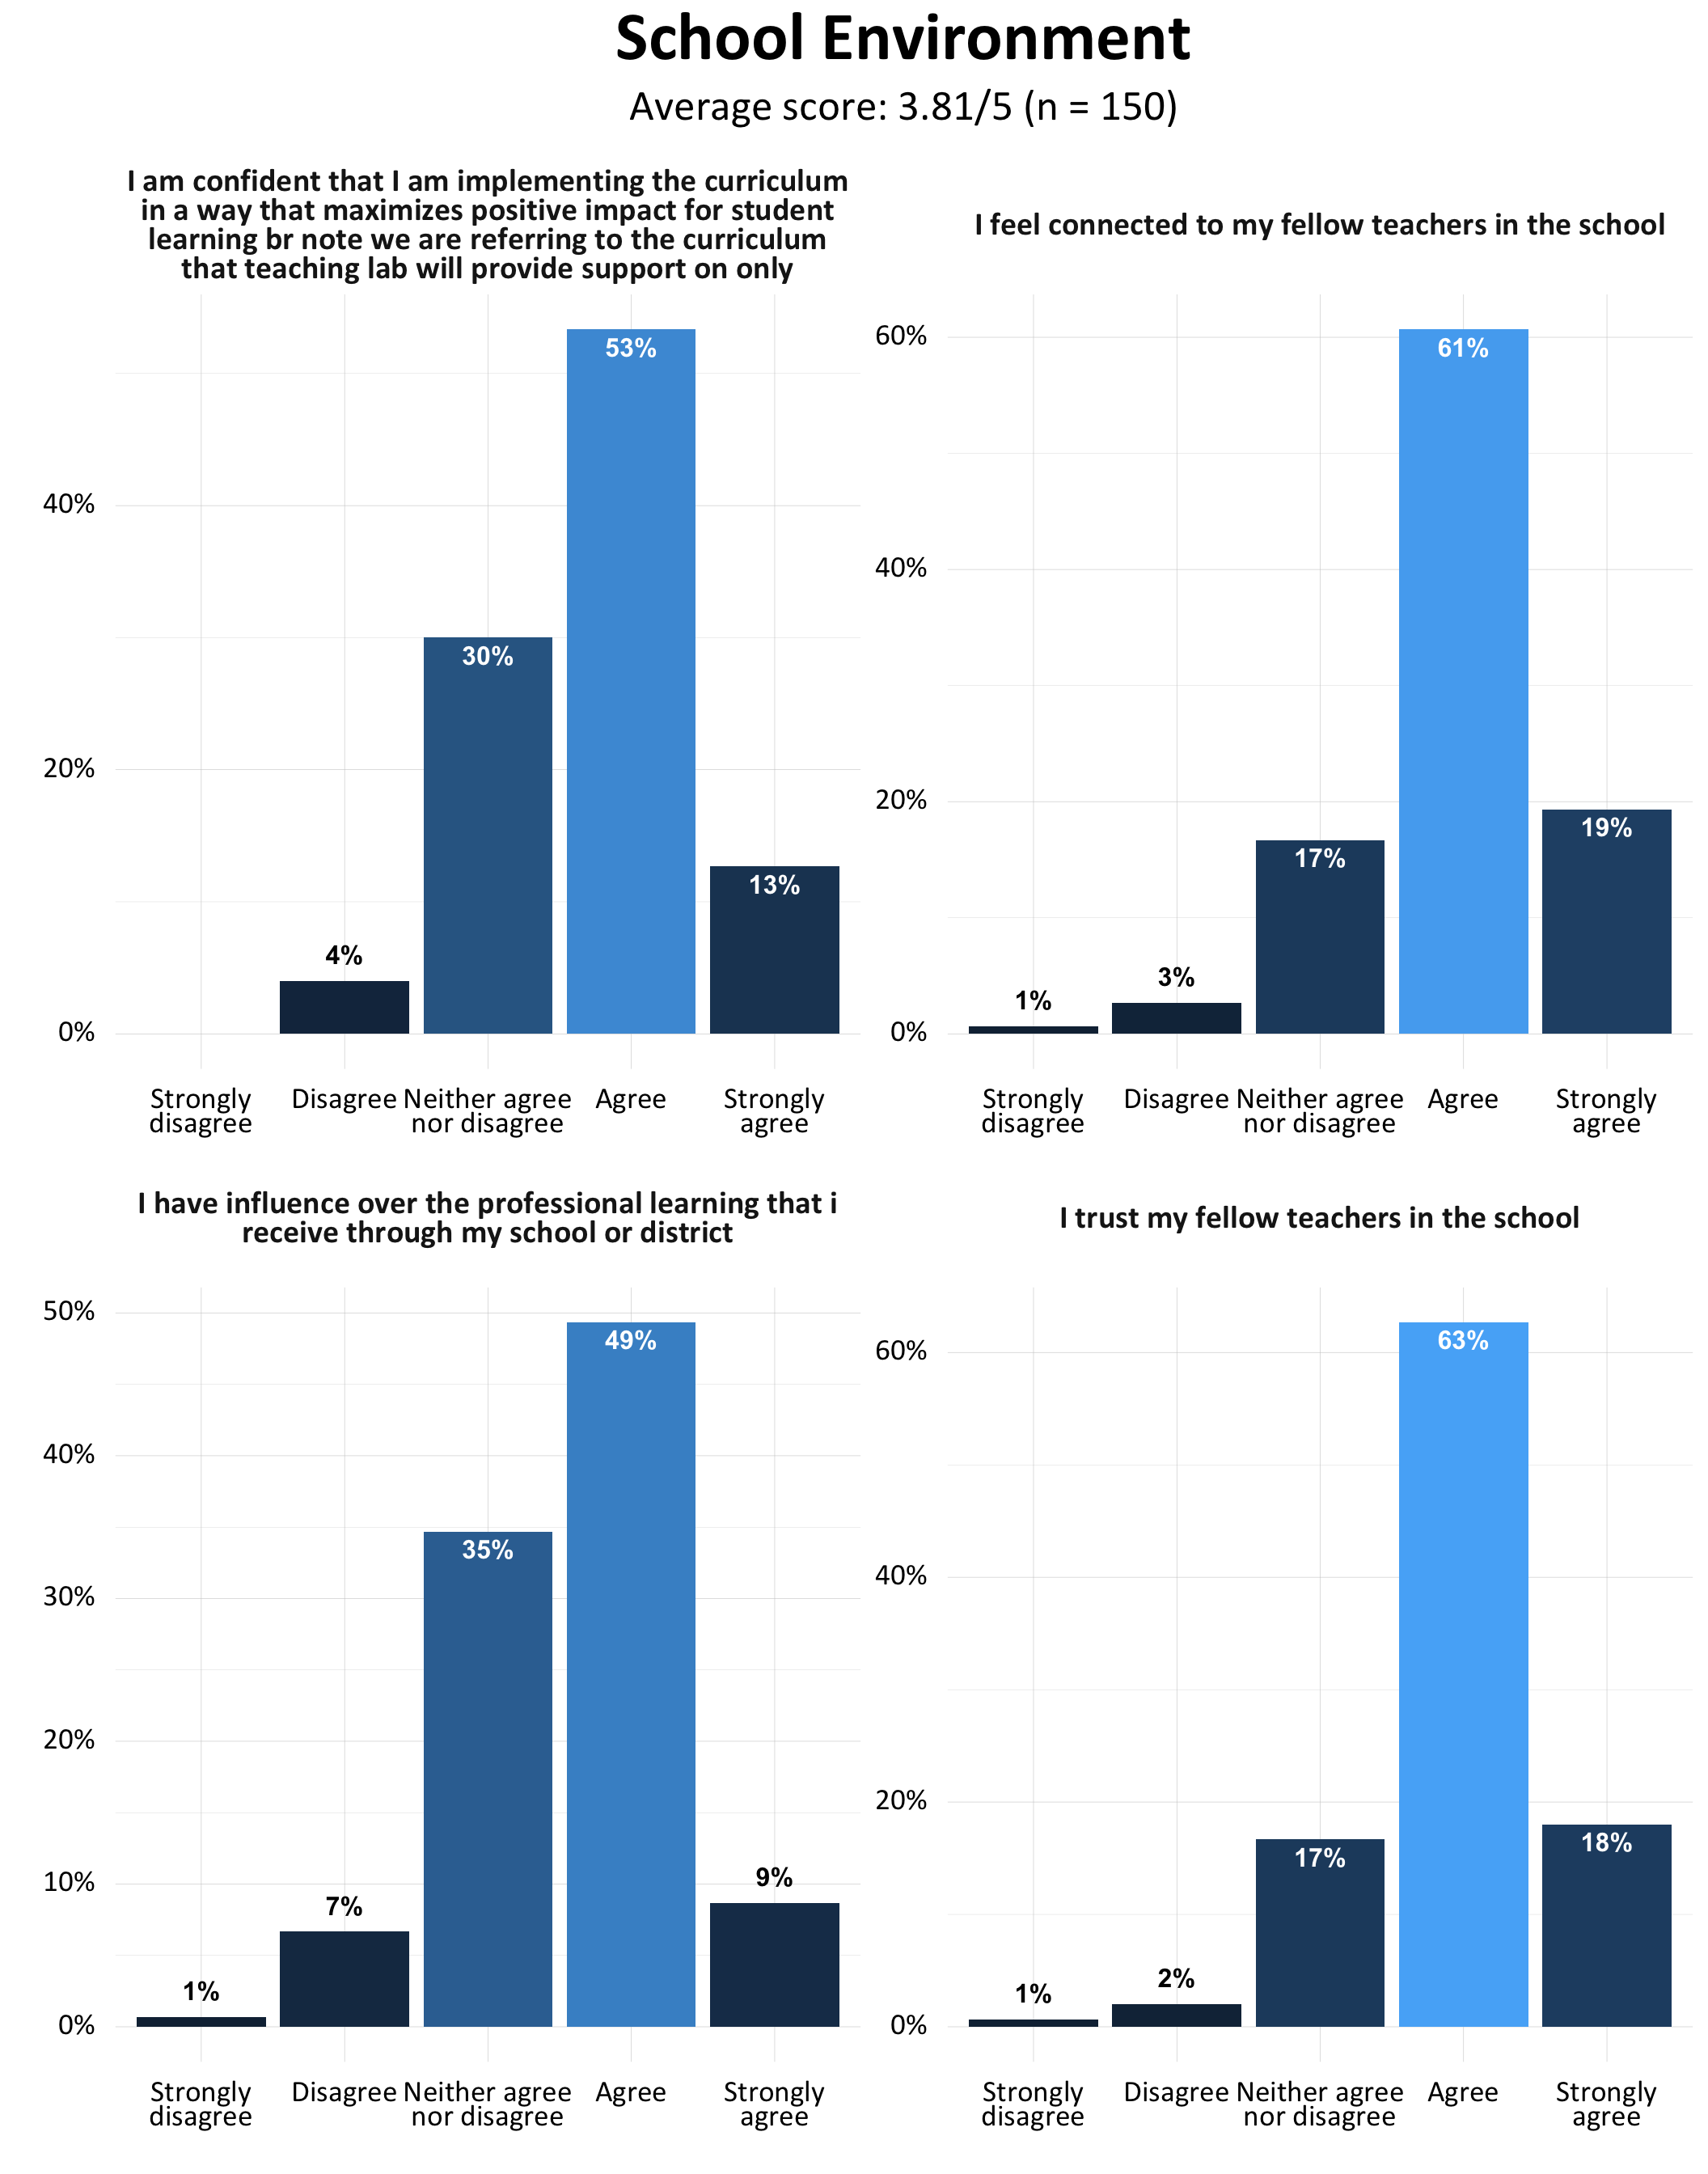 School Environment
Average score: 3.81/5 (n = 150)
I am confident that I am implementing the curriculum
in a way that maximizes positive impact for student
learning br note we are referring to the curriculum
that teaching lab will provide support on only
53%
40%
30%
20%
13%
4%
0%
Strongly
disagree
Disagree
Neither agree
nor disagree
Agree
Strongly
agree
I feel connected to my fellow teachers in the school
60%
61%
40%
20%
19%
17%
3%
1%
0%
Strongly
disagree
Disagree
Neither agree
nor disagree
Agree
Strongly
agree
I have influence over the professional learning that i
receive through my school or district
50%
49%
40%
35%
30%
20%
10%
9%
7%
1%
0%
Strongly
disagree
Disagree
Neither agree
nor disagree
Agree
Strongly
agree
I trust my fellow teachers in the school
63%
60%
40%
20%
18%
17%
2%
1%
0%
Strongly
disagree
Disagree
Neither agree
nor disagree
Agree
Strongly
agree